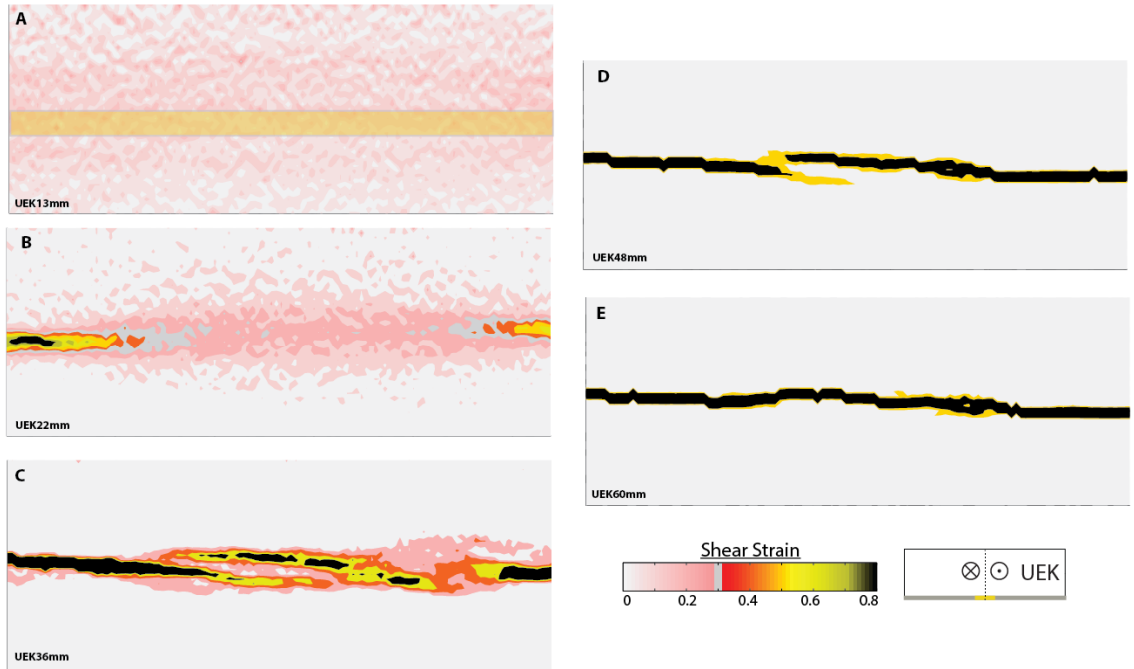 A
UEK13mm
B
UEK22mm
C
UEK36mm
D
UEK48mm
E
UEK60mm
Shear Strain
0 0.2 0.4 0.6 0.8
UEK